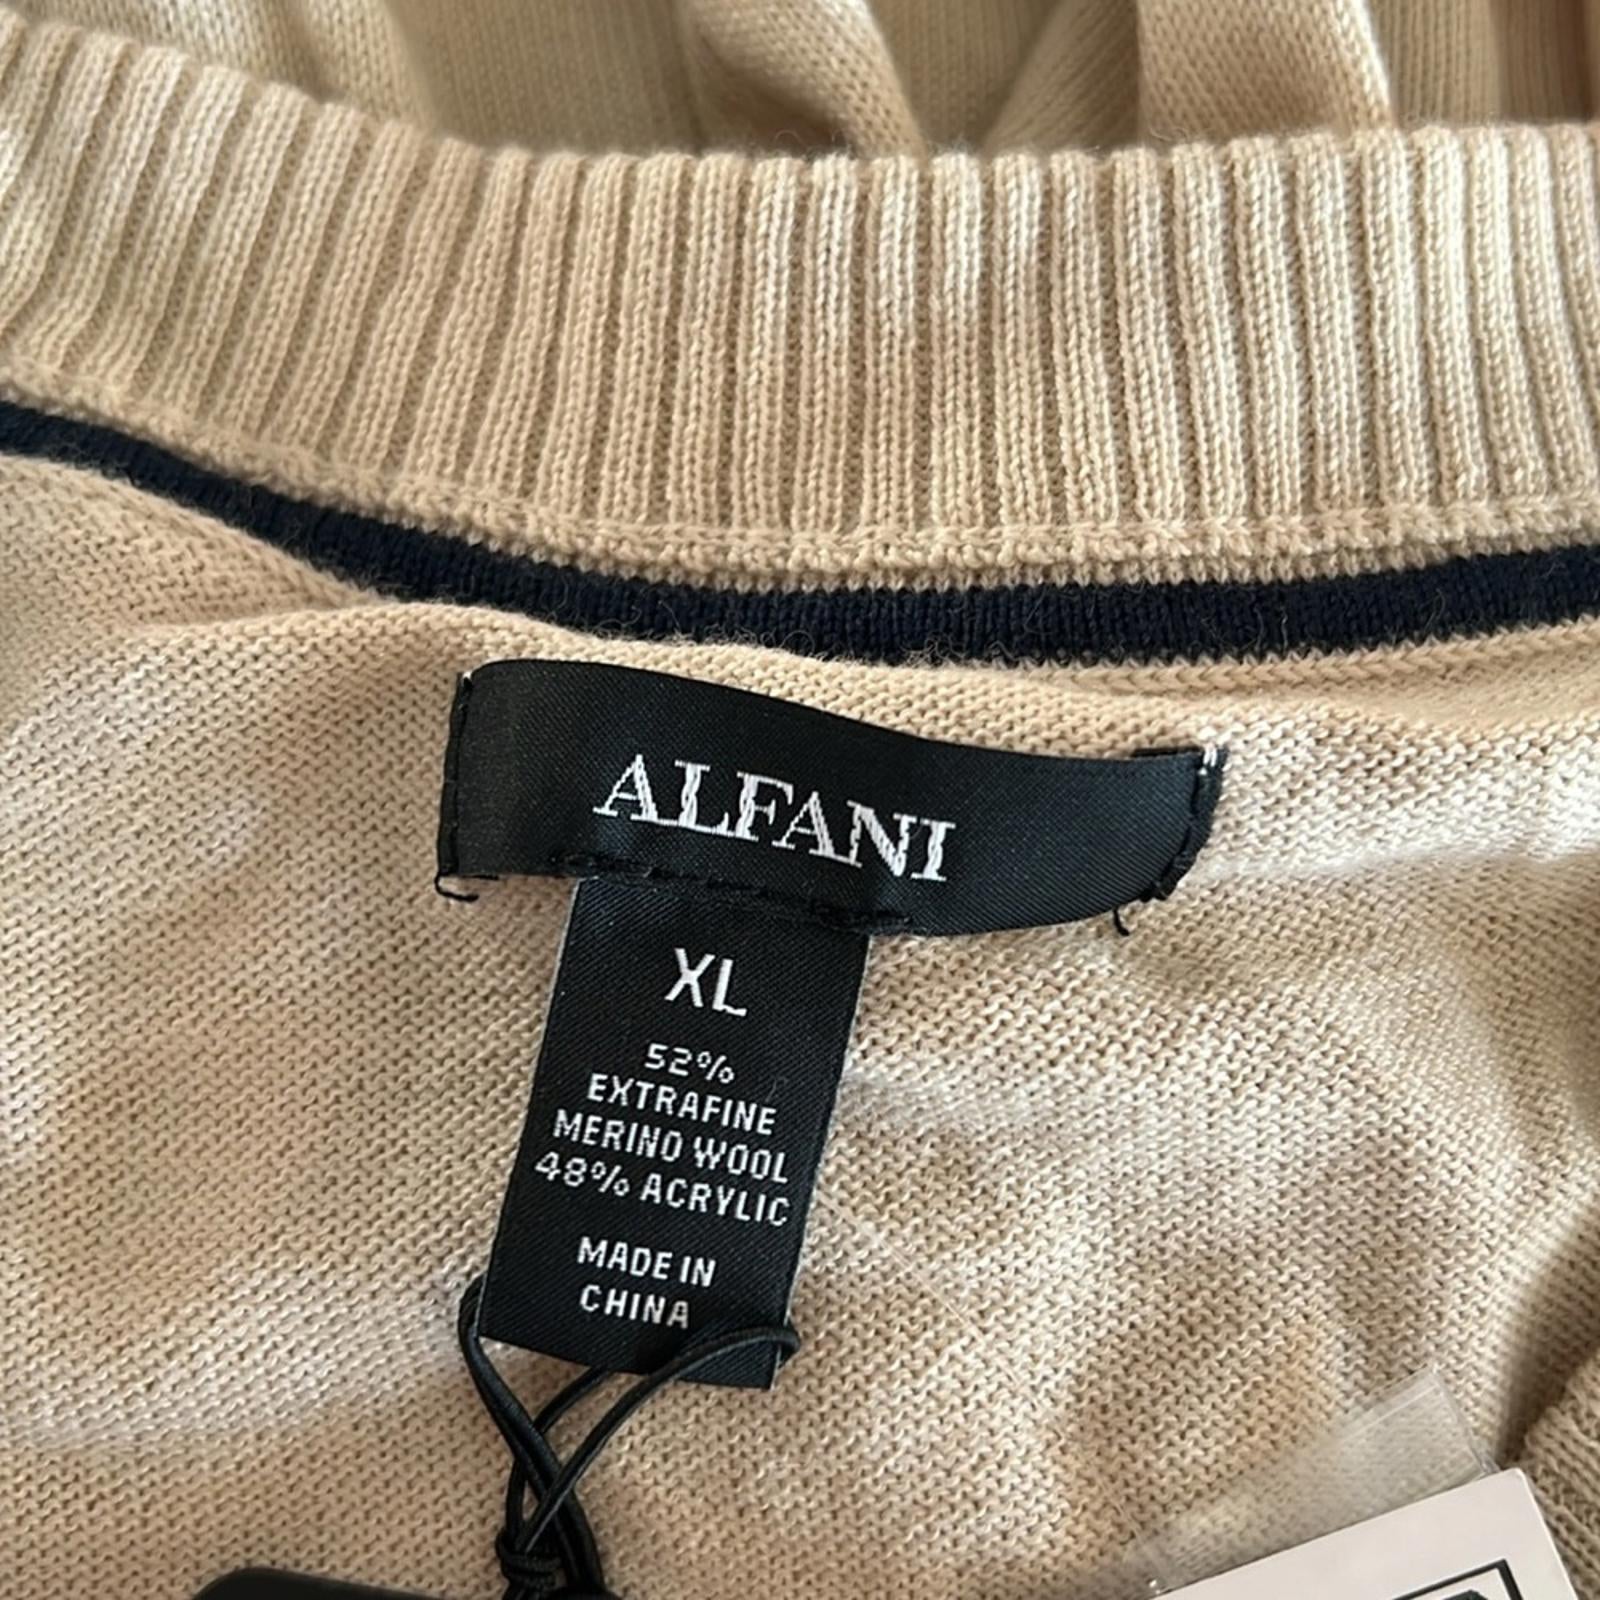 ALFANI
XL
52%
EXTRAFINE
MERINO WOOL
48% ACRYLIC
MADE IN
CHINA